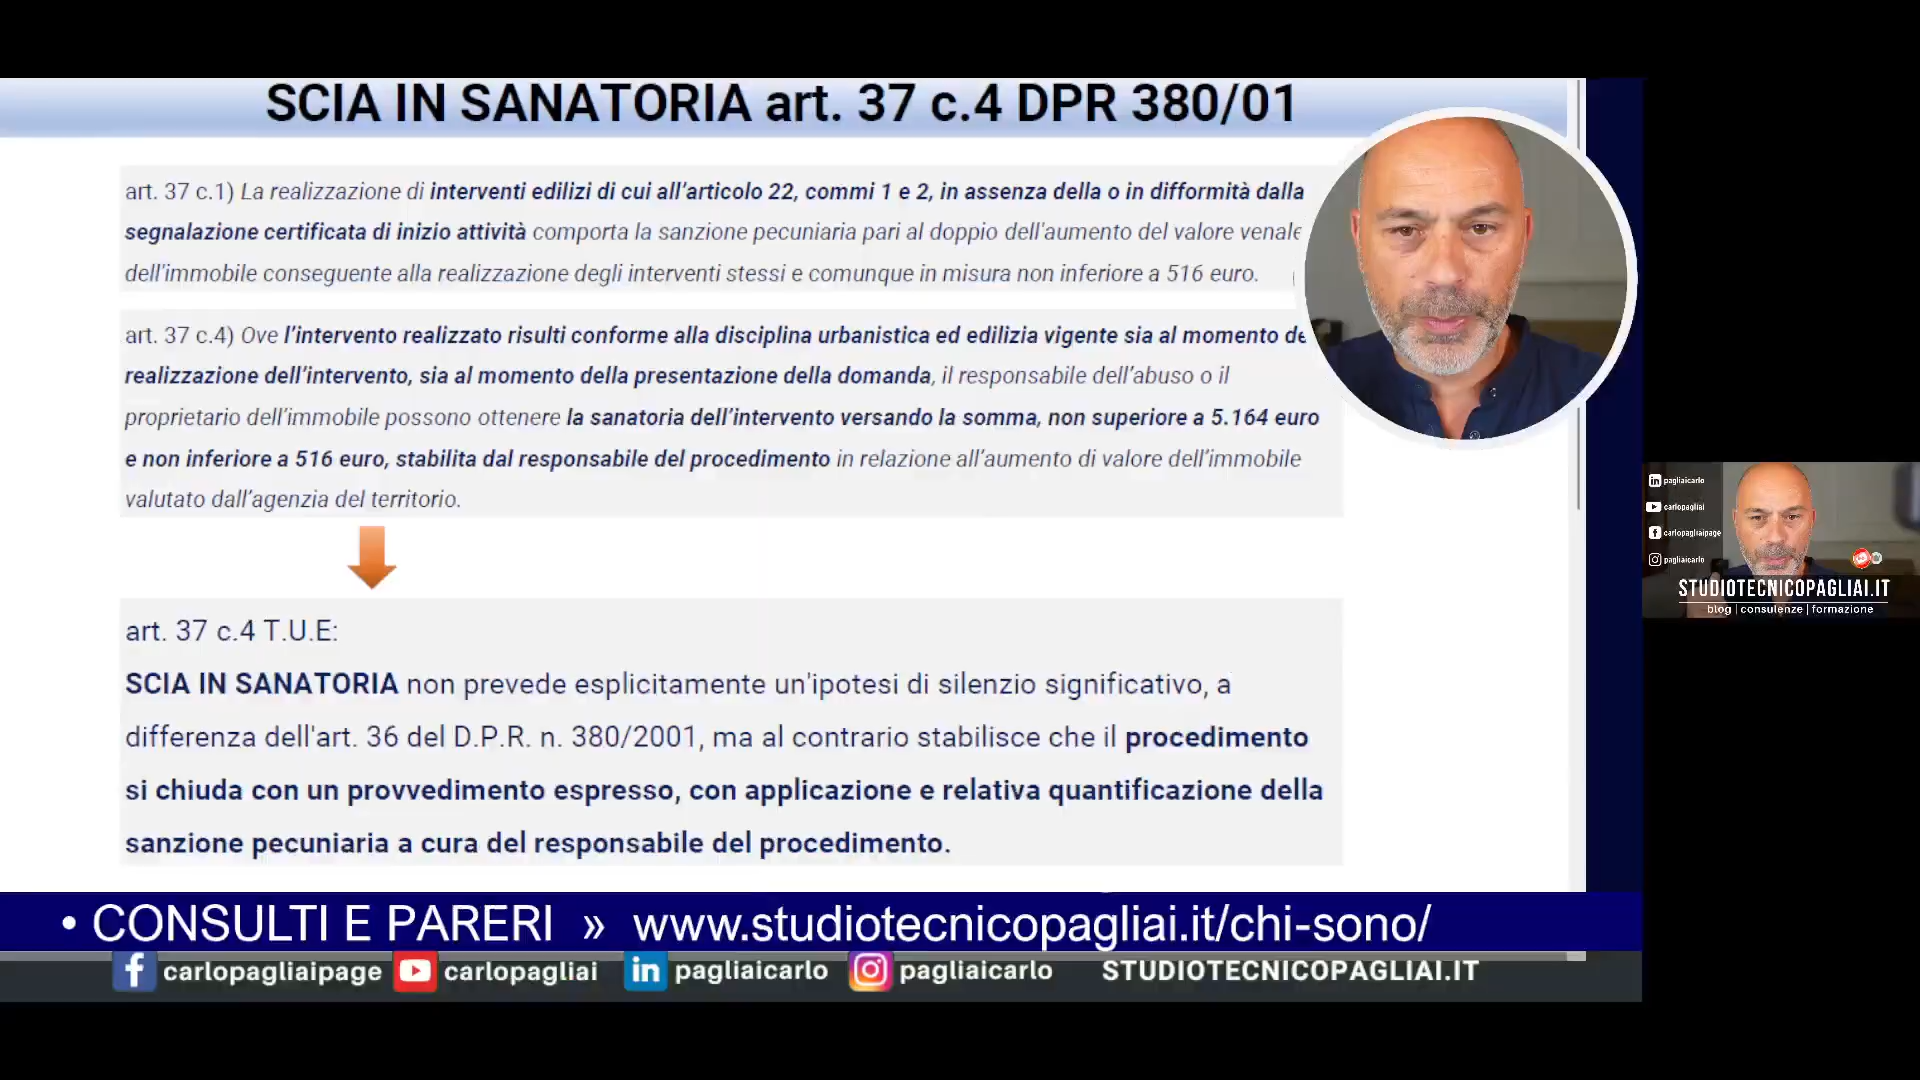 SCIA IN SANATORIA art. 37 c.4 DPR 380/01
art. 37 c.1) La realizzazione di interventi edilizi di cui all'articolo 22, commi 1 e 2, in assenza della o in difformità dalla
segnalazione certificata di inizio attività comporta la sanzione pecuniaria pari al doppio dell'aumento del valore venale
dell'immobile conseguente alla realizzazione degli interventi stessi e comunque in misura non inferiore a 516 euro.
art. 37 c.4) Ove l'intervento realizzato risulti conforme alla disciplina urbanistica ed edilizia vigente sia al momento
realizzazione dell'intervento, sia al momento della presentazione della domanda, il responsabile dell'abuso o il
proprietario dell'immobile possono ottenere la sanatoria dell'intervento versando la somma, non superiore a 5.164 euro
e non inferiore a 516 euro, stabilita dal responsabile del procedimento in relazione all'aumento di valore dell'immobile
valutato dall'agenzia del territorio.
art. 37 c.4 T.U.E:
SCIA IN SANATORIA non prevede esplicitamente un'ipotesi di silenzio significativo, a
differenza dell'art. 36 del D.P.R. n. 380/2001, ma al contrario stabilisce che il procedimento
si chiuda con un provvedimento espresso, con applicazione e relativa quantificazione della
sanzione pecuniaria a cura del responsabile del procedimento.
• CONSULTI E PARERI » www.studiotecnicopagliai.it/chi-sono/
carlopagliaipage carlopagliai pagliaicarlo pagliaicarlo STUDIOTECNICOPAGLIAI.IT
pagliaicarlo
carlopagliai
carlopagliaipage
pagliaicarlo
STUDIOTECNICOPAGLIAI.IT
blog | consulenze | formazione